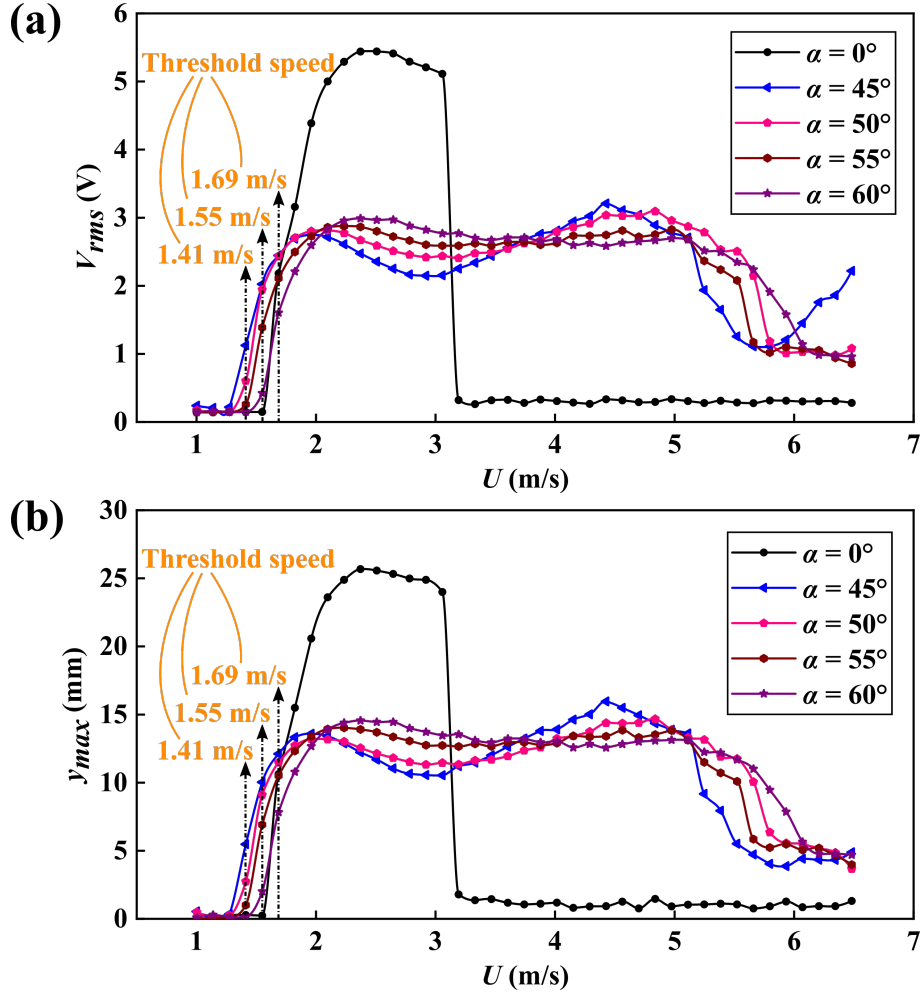 (a)
6
5
4
3
2
1
0
V_rms (V)
Threshold speed
1.69 m/s
1.55 m/s
1.41 m/s
α = 0°
α = 45°
α = 50°
α = 55°
α = 60°
1 2 3 4 5 6 7
U (m/s)
(b)
30
25
20
15
10
5
0
y_max (mm)
Threshold speed
1.69 m/s
1.55 m/s
1.41 m/s
α = 0°
α = 45°
α = 50°
α = 55°
α = 60°
1 2 3 4 5 6 7
U (m/s)